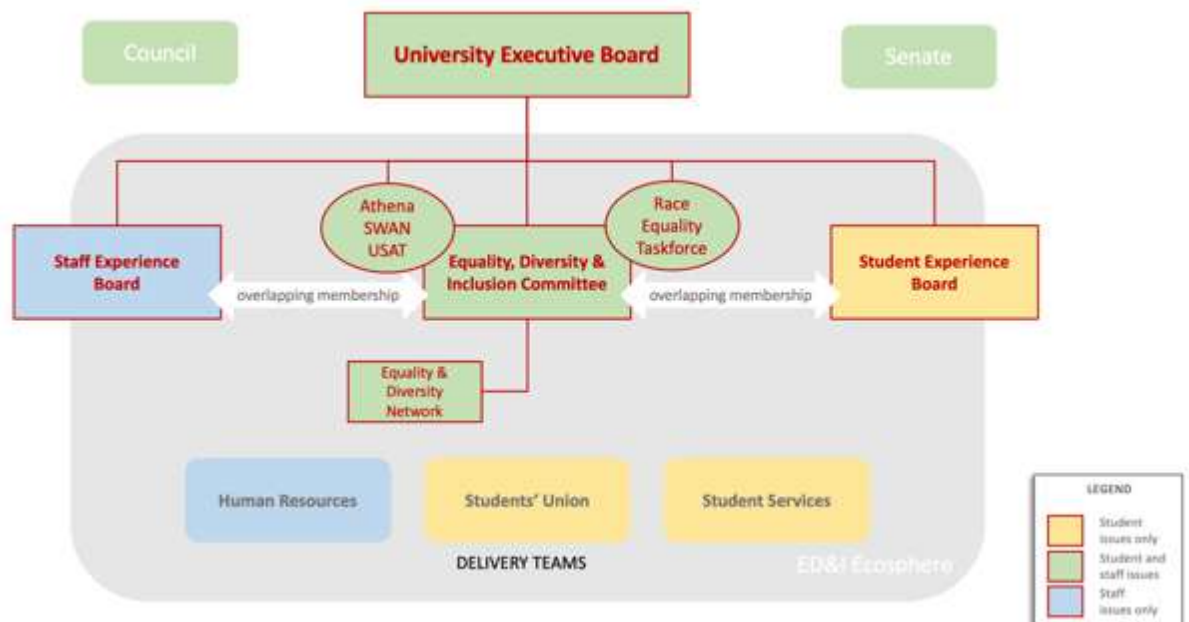 Council
University Executive Board
Senate
Athena
SWAN
USAT
Race
Equality
Taskforce
Staff Experience
Board
Equality, Diversity &
Inclusion Committee
Student Experience
Board
overlapping membership
overlapping membership
Equality &
Diversity
Network
Human Resources
Students' Union
Student Services
DELIVERY TEAMS
ED&I Ecosphere
LEGEND
Student
issues only
Student and
staff issues
Staff
issues only